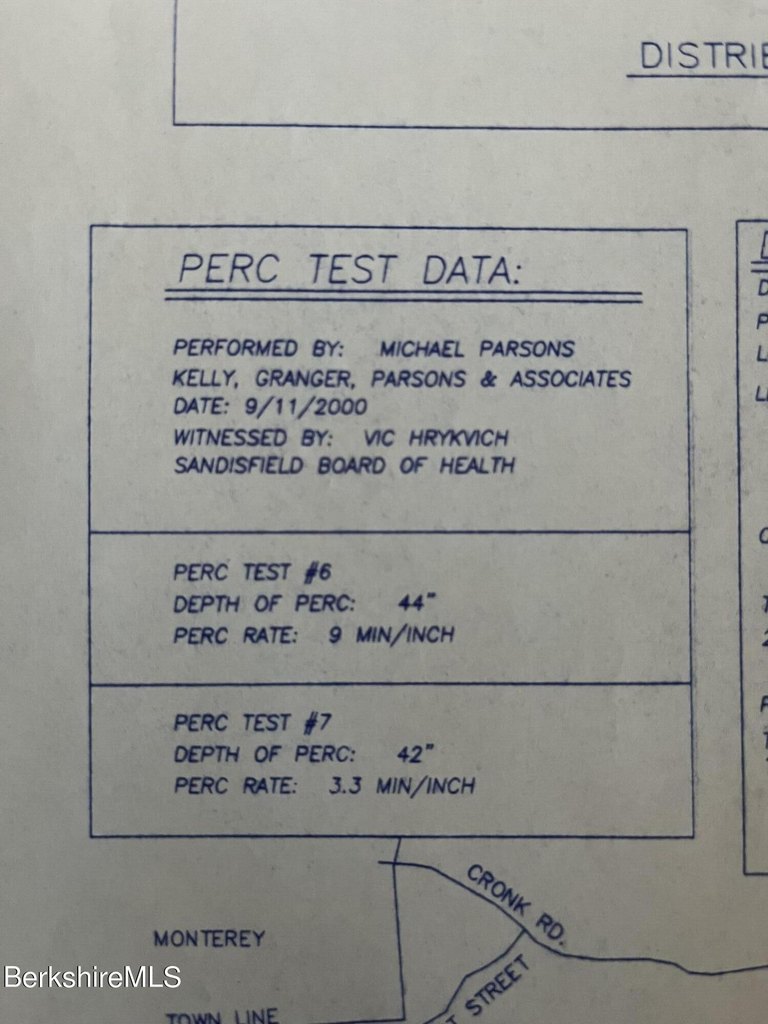 PERC TEST DATA:
PERFORMED BY: MICHAEL PARSONS
KELLY, GRANGER, PARSONS & ASSOCIATES
DATE: 9/11/2000
WITNESSED BY: VIC HRYKVICH
SANDISFIELD BOARD OF HEALTH
PERC TEST #6
DEPTH OF PERC: 44"
PERC RATE: 9 MIN/INCH
PERC TEST #7
DEPTH OF PERC: 42"
PERC RATE: 3.3 MIN/INCH
CRONK RD.
MONTEREY
STREET
TOWN LINE
BerkshireMLS